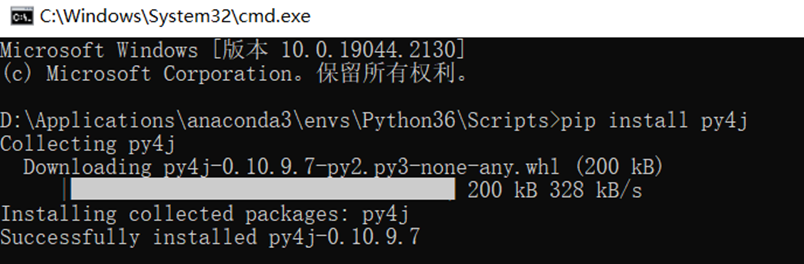 C:\Windows\System32\cmd.exe
Microsoft Windows [版本 10.0.19044.2130]
(c) Microsoft Corporation。保留所有权利。
D:\Applications\anaconda3\envs\Python36\Scripts>pip install py4j
Collecting py4j
Downloading py4j-0.10.9.7-py2.py3-none-any.whl (200 kB)
200 kB 328 kB/s
Installing collected packages: py4j
Successfully installed py4j-0.10.9.7